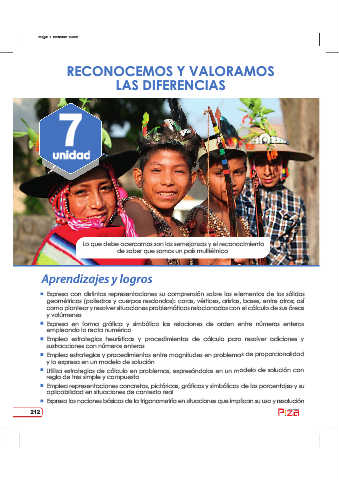 RECONOCEMOS Y VALORAMOS
LAS DIFERENCIAS
7
unidad
Lo que debe acercarnos son las semejanzas y el reconocimiento
de saber que somos un país multiétnico
Aprendizajes y logros
Expresa con distintas representaciones su comprensión sobre los elementos de los sólidos
geométricos (poliedros y cuerpos redondos); caras, vértices, aristas, bases, entre otros; así
como plantear y resolver situaciones problemáticas relacionadas con el cálculo de sus áreas
y volúmenes
Expresa en forma gráfica y simbólica las relaciones de orden entre números enteros
empleando la recta numérica
Emplea estrategias heurísticas y procedimientos de cálculo para resolver adiciones y
sustracciones con números enteros
Emplea estrategias y procedimientos entre magnitudes en problemas de proporcionalidad
y lo expresa en un modelo de solución
Utiliza estrategias de cálculo en problemas, expresándolos en un modelo de solución con
regla de tres simple y compuesta
Emplea representaciones concretas, pictóricas, gráficas y simbólicas de los porcentajes y su
aplicabilidad en situaciones de contexto real
Expresa las nociones básicas de la trigonometría en situaciones que implican su uso y resolución
212